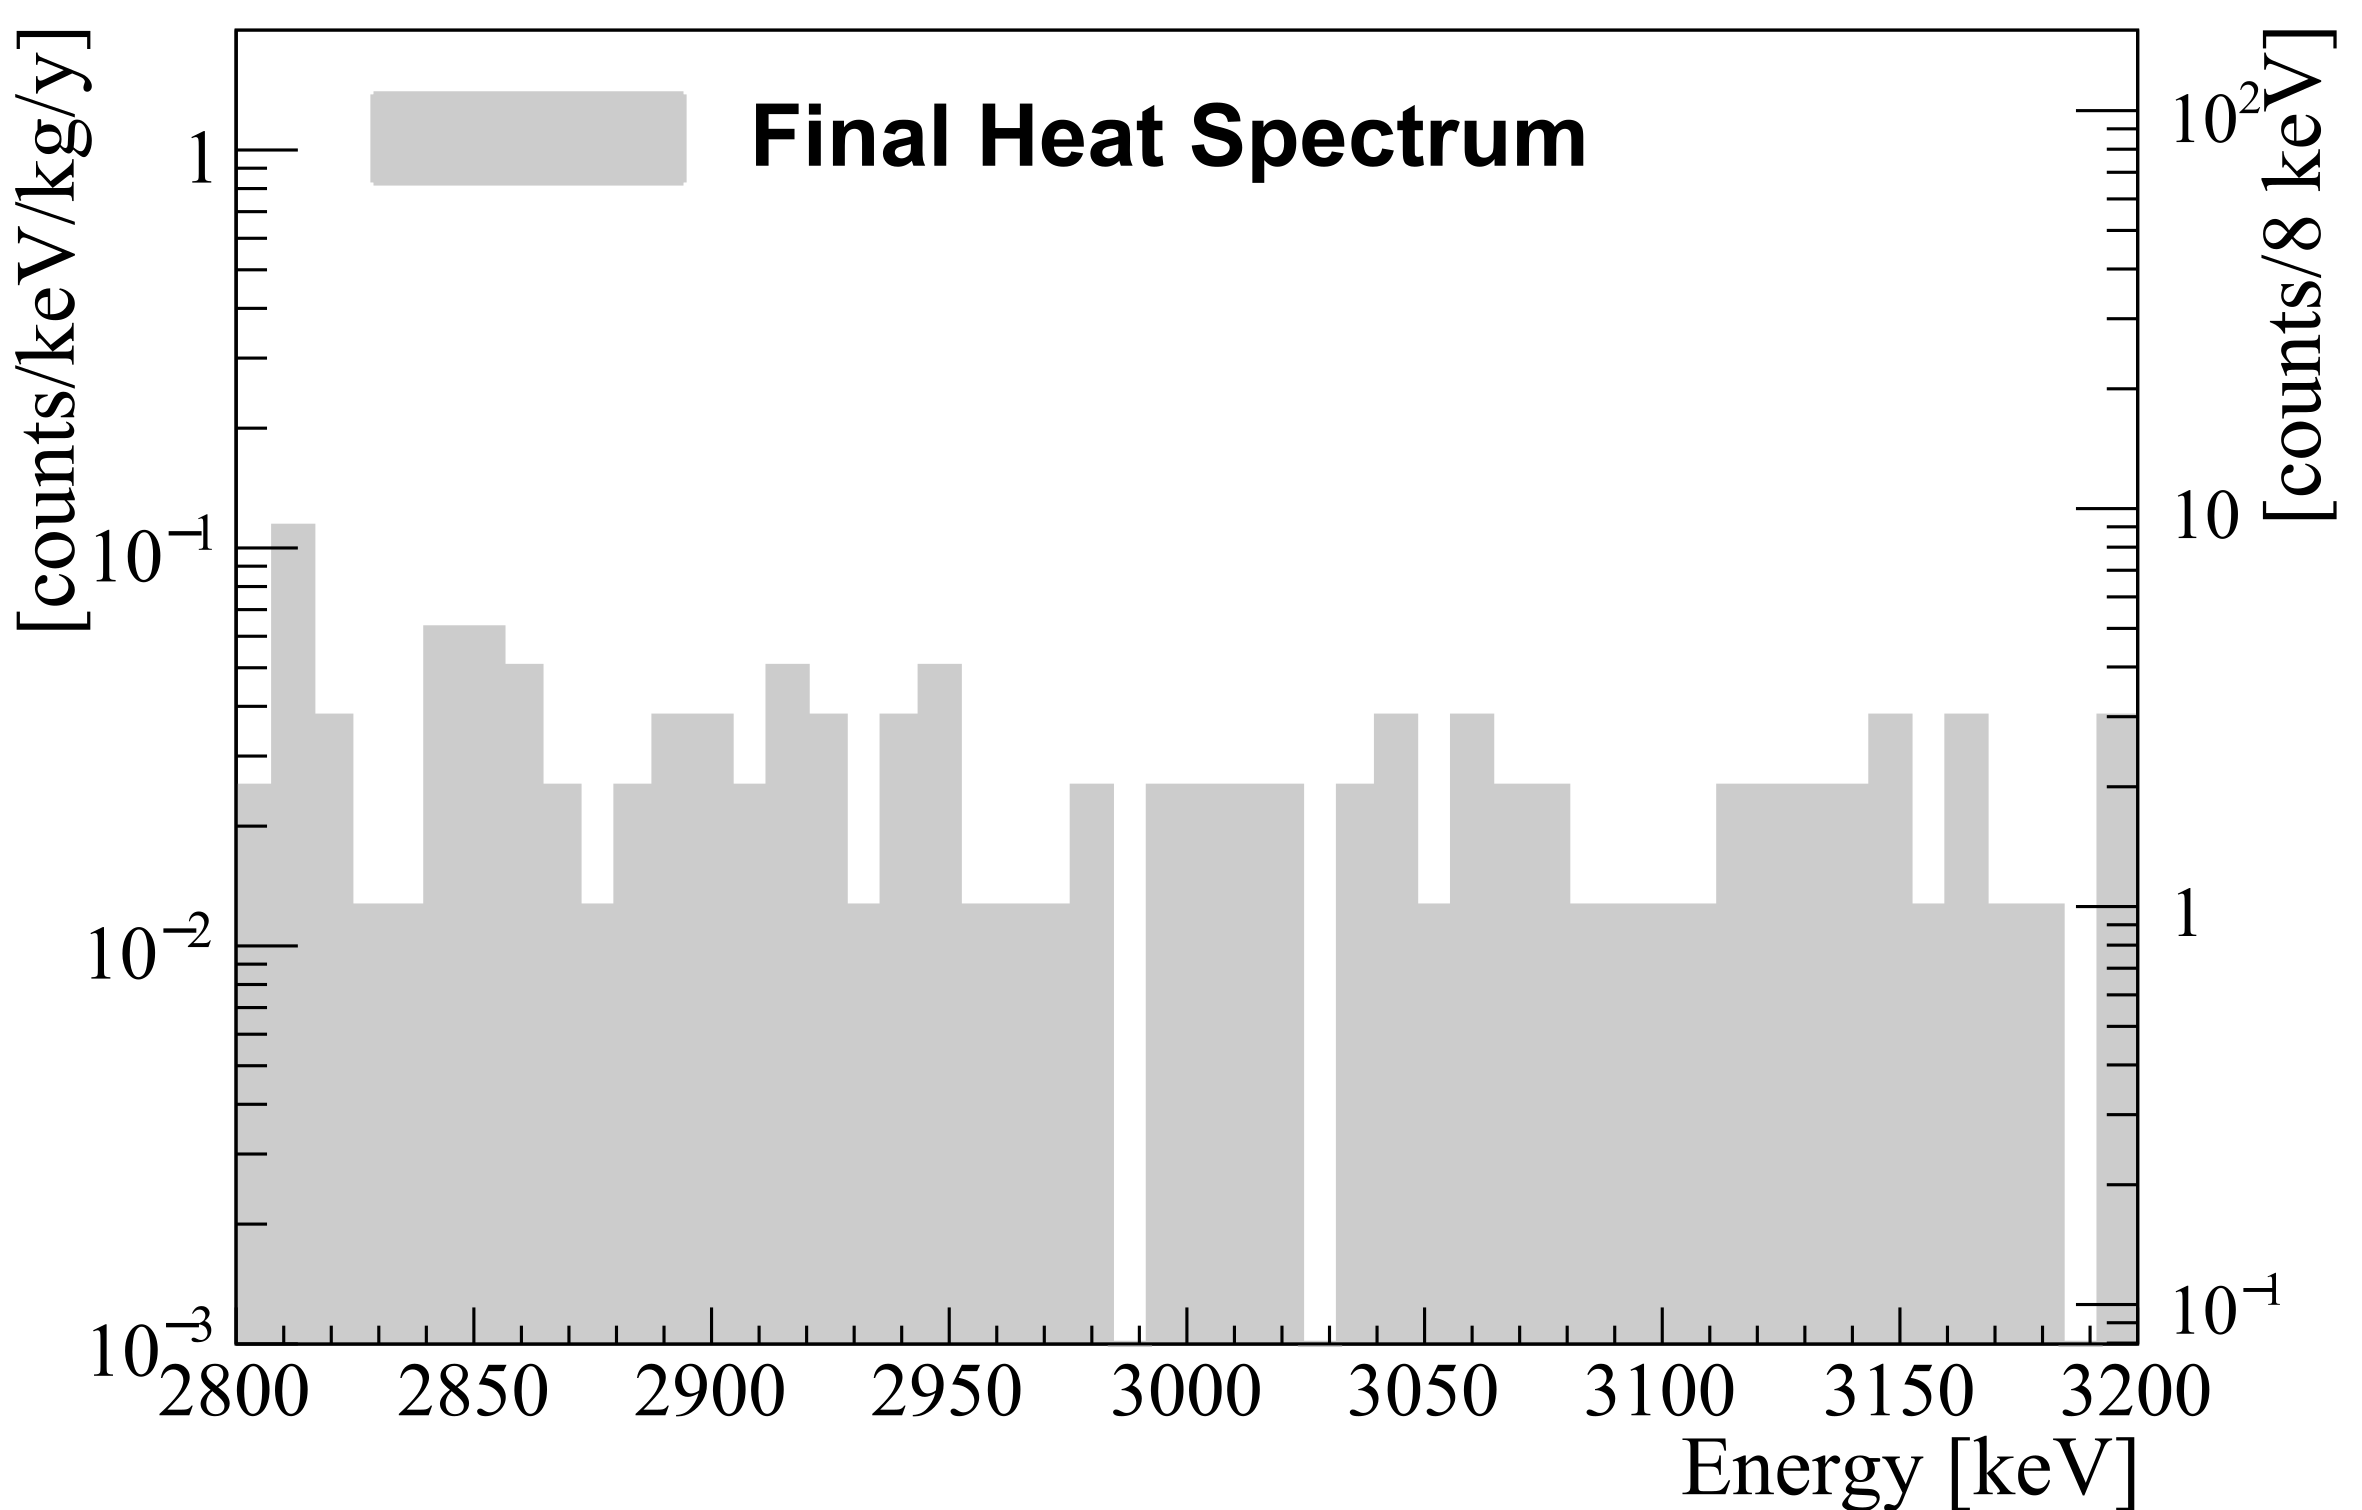 [counts/keV/kg/y]
[counts/8 keV]
Final Heat Spectrum
1
10⁻¹
10⁻²
10⁻³
10²
10
1
10⁻¹
2800 2850 2900 2950 3000 3050 3100 3150 3200
Energy [keV]